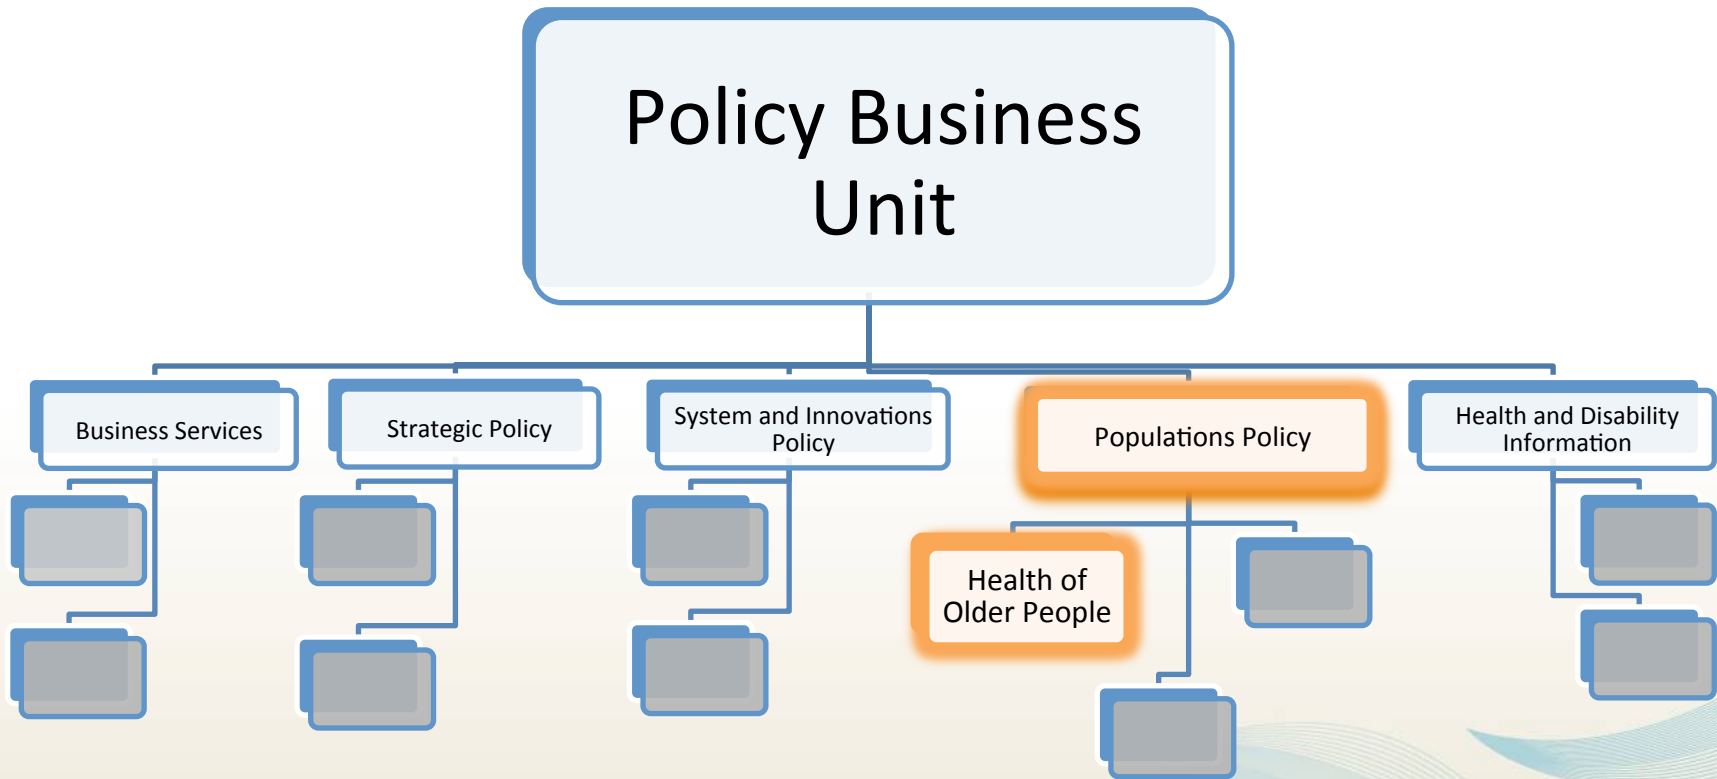 Policy Business
Unit
Business Services
Strategic Policy
System and Innovations
Policy
Populations Policy
Health and Disability
Information
Health of
Older People